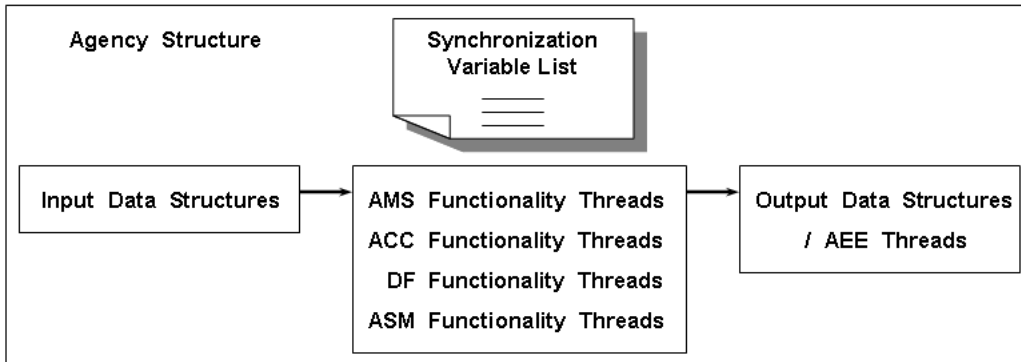 Agency Structure
Synchronization
Variable List
Input Data Structures
AMS Functionality Threads
ACC Functionality Threads
DF Functionality Threads
ASM Functionality Threads
Output Data Structures
/ AEE Threads